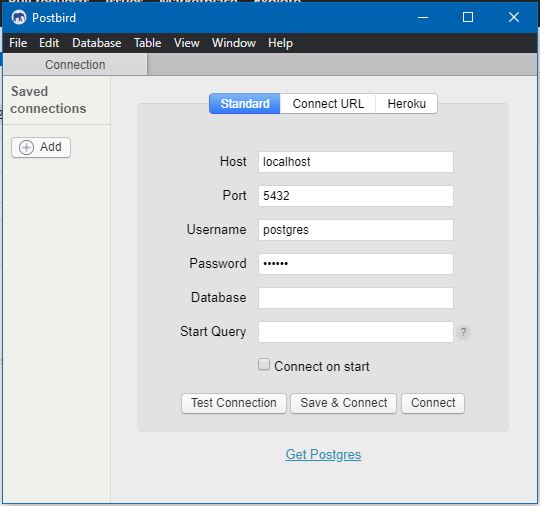 Postbird
File Edit Database Table View Window Help
Connection
Saved
connections
Add
Standard Connect URL Heroku
Host localhost
Port 5432
Username postgres
Password ••••••
Database
Start Query ?
Connect on start
Test Connection Save & Connect Connect
Get Postgres